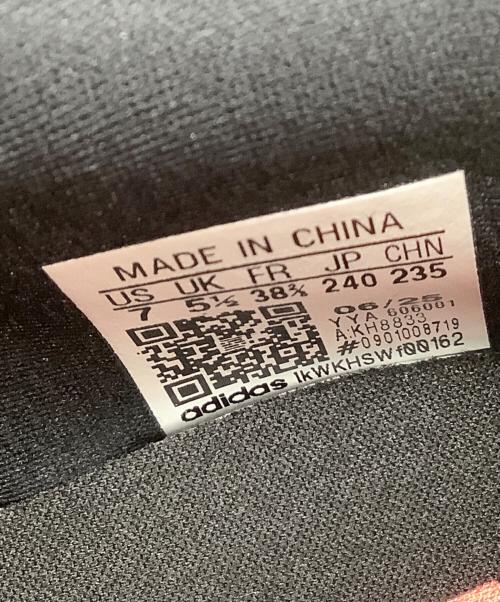 MADE IN CHINA
US UK FR JP CHN
7 5½ 38⅔ 240 235
06/25
YYA 606001
A.KH8833
#0901008719
adidas lkWKHSWf00162